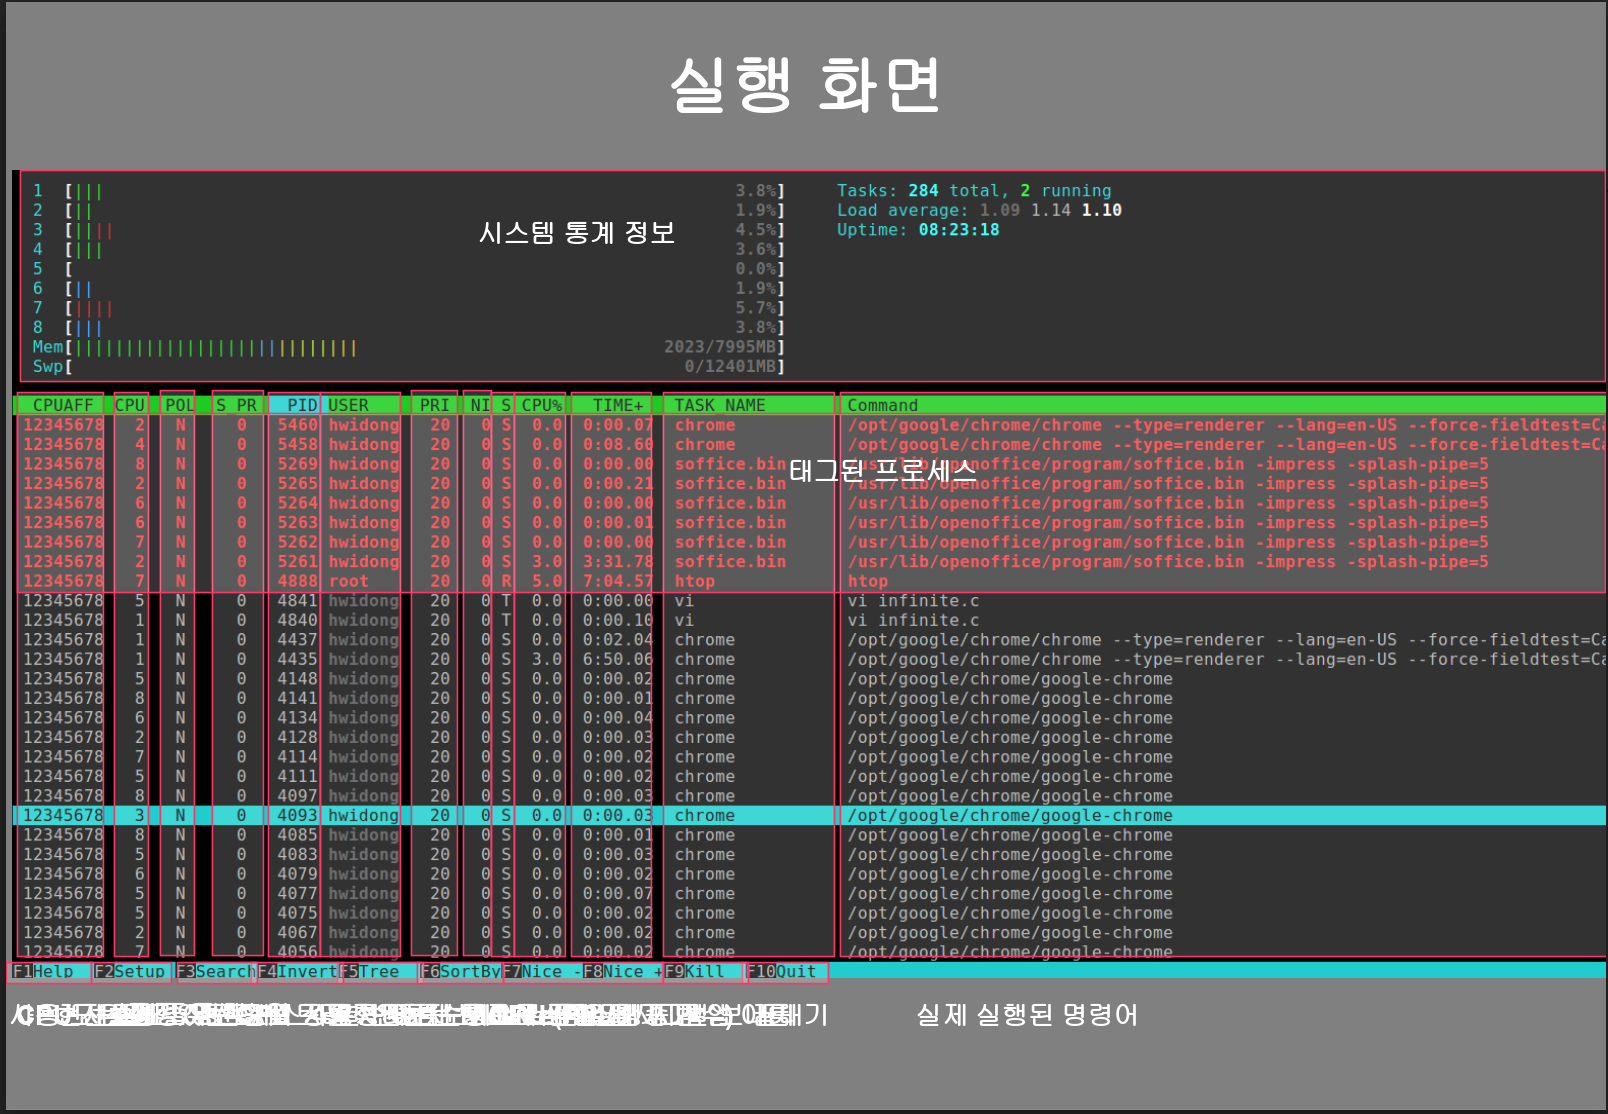 실행 화면
1 [||| 3.8%] Tasks: 284 total, 2 running
2 [|| 1.9%] Load average: 1.09 1.14 1.10
3 [|||| 4.5%] Uptime: 08:23:18
시스템 통계 정보
4 [||| 3.6%]
5 [ 0.0%]
6 [|| 1.9%]
7 [|||| 5.7%]
8 [||| 3.8%]
Mem[|||||||||||||||||||||||||||| 2023/7995MB]
Swp[ 0/12401MB]
CPUAFF CPU POL S_PR PID USER PRI NI S CPU% TIME+ TASK_NAME Command
12345678 2 N 0 5460 hwidong 20 0 S 0.0 0:00.07 chrome /opt/google/chrome/chrome --type=renderer --lang=en-US --force-fieldtest=Ca
12345678 4 N 0 5458 hwidong 20 0 S 0.0 0:08.60 chrome /opt/google/chrome/chrome --type=renderer --lang=en-US --force-fieldtest=Ca
12345678 8 N 0 5269 hwidong 20 0 S 0.0 0:00.00 soffice.bin /usr/lib/openoffice/program/soffice.bin -impress -splash-pipe=5
태그된 프로세스
12345678 2 N 0 5265 hwidong 20 0 S 0.0 0:00.21 soffice.bin /usr/lib/openoffice/program/soffice.bin -impress -splash-pipe=5
12345678 6 N 0 5264 hwidong 20 0 S 0.0 0:00.00 soffice.bin /usr/lib/openoffice/program/soffice.bin -impress -splash-pipe=5
12345678 6 N 0 5263 hwidong 20 0 S 0.0 0:00.01 soffice.bin /usr/lib/openoffice/program/soffice.bin -impress -splash-pipe=5
12345678 7 N 0 5262 hwidong 20 0 S 0.0 0:00.00 soffice.bin /usr/lib/openoffice/program/soffice.bin -impress -splash-pipe=5
12345678 2 N 0 5261 hwidong 20 0 S 3.0 3:31.78 soffice.bin /usr/lib/openoffice/program/soffice.bin -impress -splash-pipe=5
12345678 7 N 0 4888 root 20 0 R 5.0 7:04.57 htop htop
12345678 5 N 0 4841 hwidong 20 0 T 0.0 0:00.00 vi vi infinite.c
12345678 1 N 0 4840 hwidong 20 0 T 0.0 0:00.10 vi vi infinite.c
12345678 1 N 0 4437 hwidong 20 0 S 0.0 0:02.04 chrome /opt/google/chrome/chrome --type=renderer --lang=en-US --force-fieldtest=Ca
12345678 1 N 0 4435 hwidong 20 0 S 3.0 6:50.06 chrome /opt/google/chrome/chrome --type=renderer --lang=en-US --force-fieldtest=Ca
12345678 5 N 0 4148 hwidong 20 0 S 0.0 0:00.02 chrome /opt/google/chrome/google-chrome
12345678 8 N 0 4141 hwidong 20 0 S 0.0 0:00.01 chrome /opt/google/chrome/google-chrome
12345678 6 N 0 4134 hwidong 20 0 S 0.0 0:00.04 chrome /opt/google/chrome/google-chrome
12345678 2 N 0 4128 hwidong 20 0 S 0.0 0:00.03 chrome /opt/google/chrome/google-chrome
12345678 7 N 0 4114 hwidong 20 0 S 0.0 0:00.02 chrome /opt/google/chrome/google-chrome
12345678 5 N 0 4111 hwidong 20 0 S 0.0 0:00.02 chrome /opt/google/chrome/google-chrome
12345678 8 N 0 4097 hwidong 20 0 S 0.0 0:00.03 chrome /opt/google/chrome/google-chrome
12345678 3 N 0 4093 hwidong 20 0 S 0.0 0:00.03 chrome /opt/google/chrome/google-chrome
12345678 8 N 0 4085 hwidong 20 0 S 0.0 0:00.01 chrome /opt/google/chrome/google-chrome
12345678 5 N 0 4083 hwidong 20 0 S 0.0 0:00.03 chrome /opt/google/chrome/google-chrome
12345678 6 N 0 4079 hwidong 20 0 S 0.0 0:00.02 chrome /opt/google/chrome/google-chrome
12345678 5 N 0 4077 hwidong 20 0 S 0.0 0:00.07 chrome /opt/google/chrome/google-chrome
12345678 5 N 0 4075 hwidong 20 0 S 0.0 0:00.02 chrome /opt/google/chrome/google-chrome
12345678 2 N 0 4067 hwidong 20 0 S 0.0 0:00.02 chrome /opt/google/chrome/google-chrome
12345678 7 N 0 4056 hwidong 20 0 S 0.0 0:00.02 chrome /opt/google/chrome/google-chrome
F1Help F2Setup F3Search F4Invert F5Tree F6SortBy F7Nice - F8Nice + F9Kill F10Quit
실제 실행된 명령어